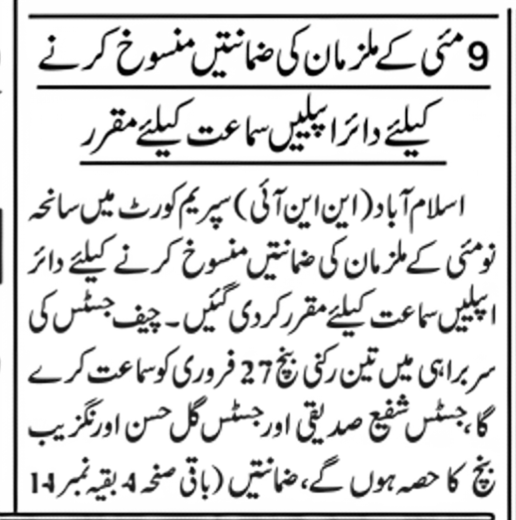 9 مئی کے ملزمان کی ضمانتیں منسوخ کرنے
کیلئے دائر اپیلیں سماعت کیلئے مقرر
اسلام آباد (این این آئی) سپریم کورٹ میں سانحہ
نو مئی کے ملزمان کی ضمانتیں منسوخ کرنے کیلئے دائر
اپیلیں سماعت کیلئے مقرر کردی گئیں۔ چیف جسٹس کی
سربراہی میں تین رکنی بنچ 27 فروری کو سماعت کرے
گا، جسٹس شفیع صدیقی اور جسٹس گل حسن اورنگزیب
بنچ کا حصہ ہوں گے، ضمانتیں (باقی صفحہ 4 بقیہ نمبر 14